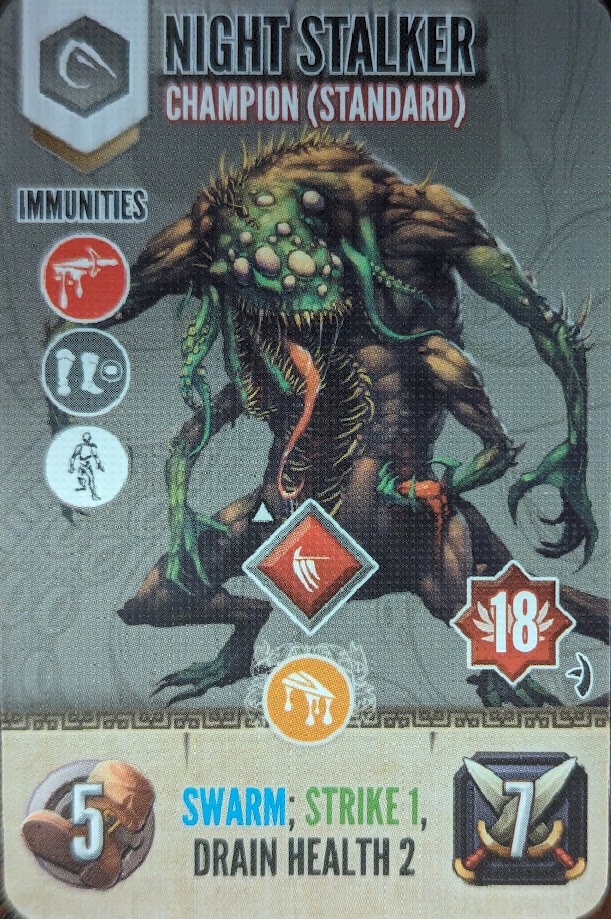 NIGHT STALKER
CHAMPION (STANDARD)
IMMUNITIES
18
5
SWARM; STRIKE 1,
DRAIN HEALTH 2
7